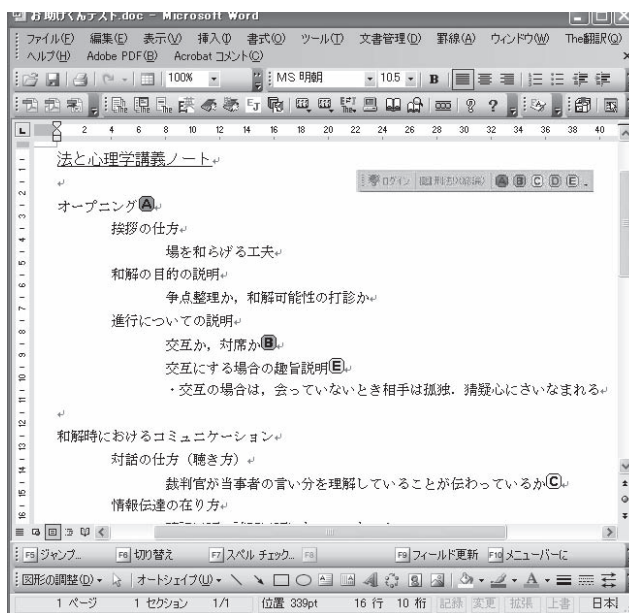 お助けくんテスト.doc - Microsoft Word
ファイル(F) 編集(E) 表示(V) 挿入(I) 書式(O) ツール(T) 文書管理(D) 罫線(A) ウィンドウ(W) The翻訳(O)
ヘルプ(H) Adobe PDF(B) Acrobat コメント(C)
100% MS 明朝 10.5 B
2 4 6 8 10 12 14 16 18 20 22 24 26 28 30 32 34 36 38 40
法と心理学講義ノート
ログイン A B C D E
オープニングA
挨拶の仕方
場を和らげる工夫
和解の目的の説明
争点整理か，和解可能性の打診か
進行についての説明
交互か，対席かB
交互にする場合の趣旨説明E
・交互の場合は，会っていないとき相手は孤独．猜疑心にさいなまれる
和解時におけるコミュニケーション
対話の仕方（聴き方）
裁判官が当事者の言い分を理解していることが伝わっているかC
情報伝達の在り方
F5 ジャンプ... F6 切り替え F7 スペル チェック... F8 F9 フィールド更新 F10 メニューバーに
図形の調整(D) オートシェイプ(U)
1 ページ 1 セクション 1/1 位置 339pt 16 行 10 桁 記録 変更 拡張 上書 日本